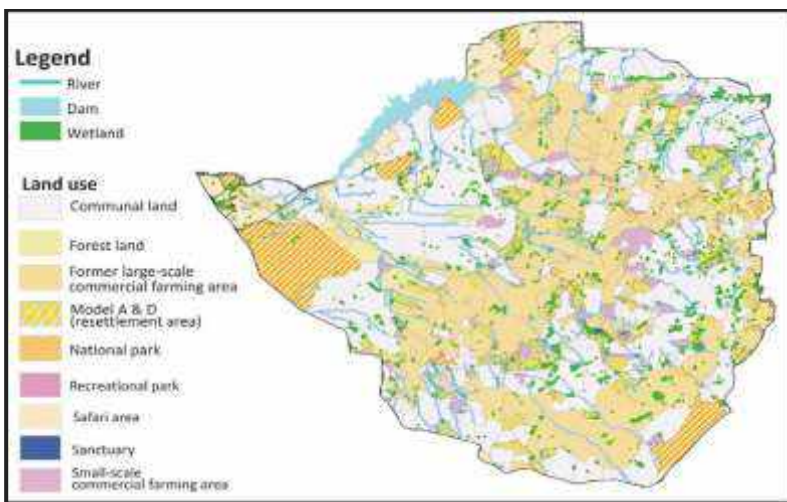 Legend
River
Dam
Wetland
Land use
Communal land
Forest land
Former large-scale
commercial farming area
Model A & D
(resettlement area)
National park
Recreational park
Safari area
Sanctuary
Small-scale
commercial farming area